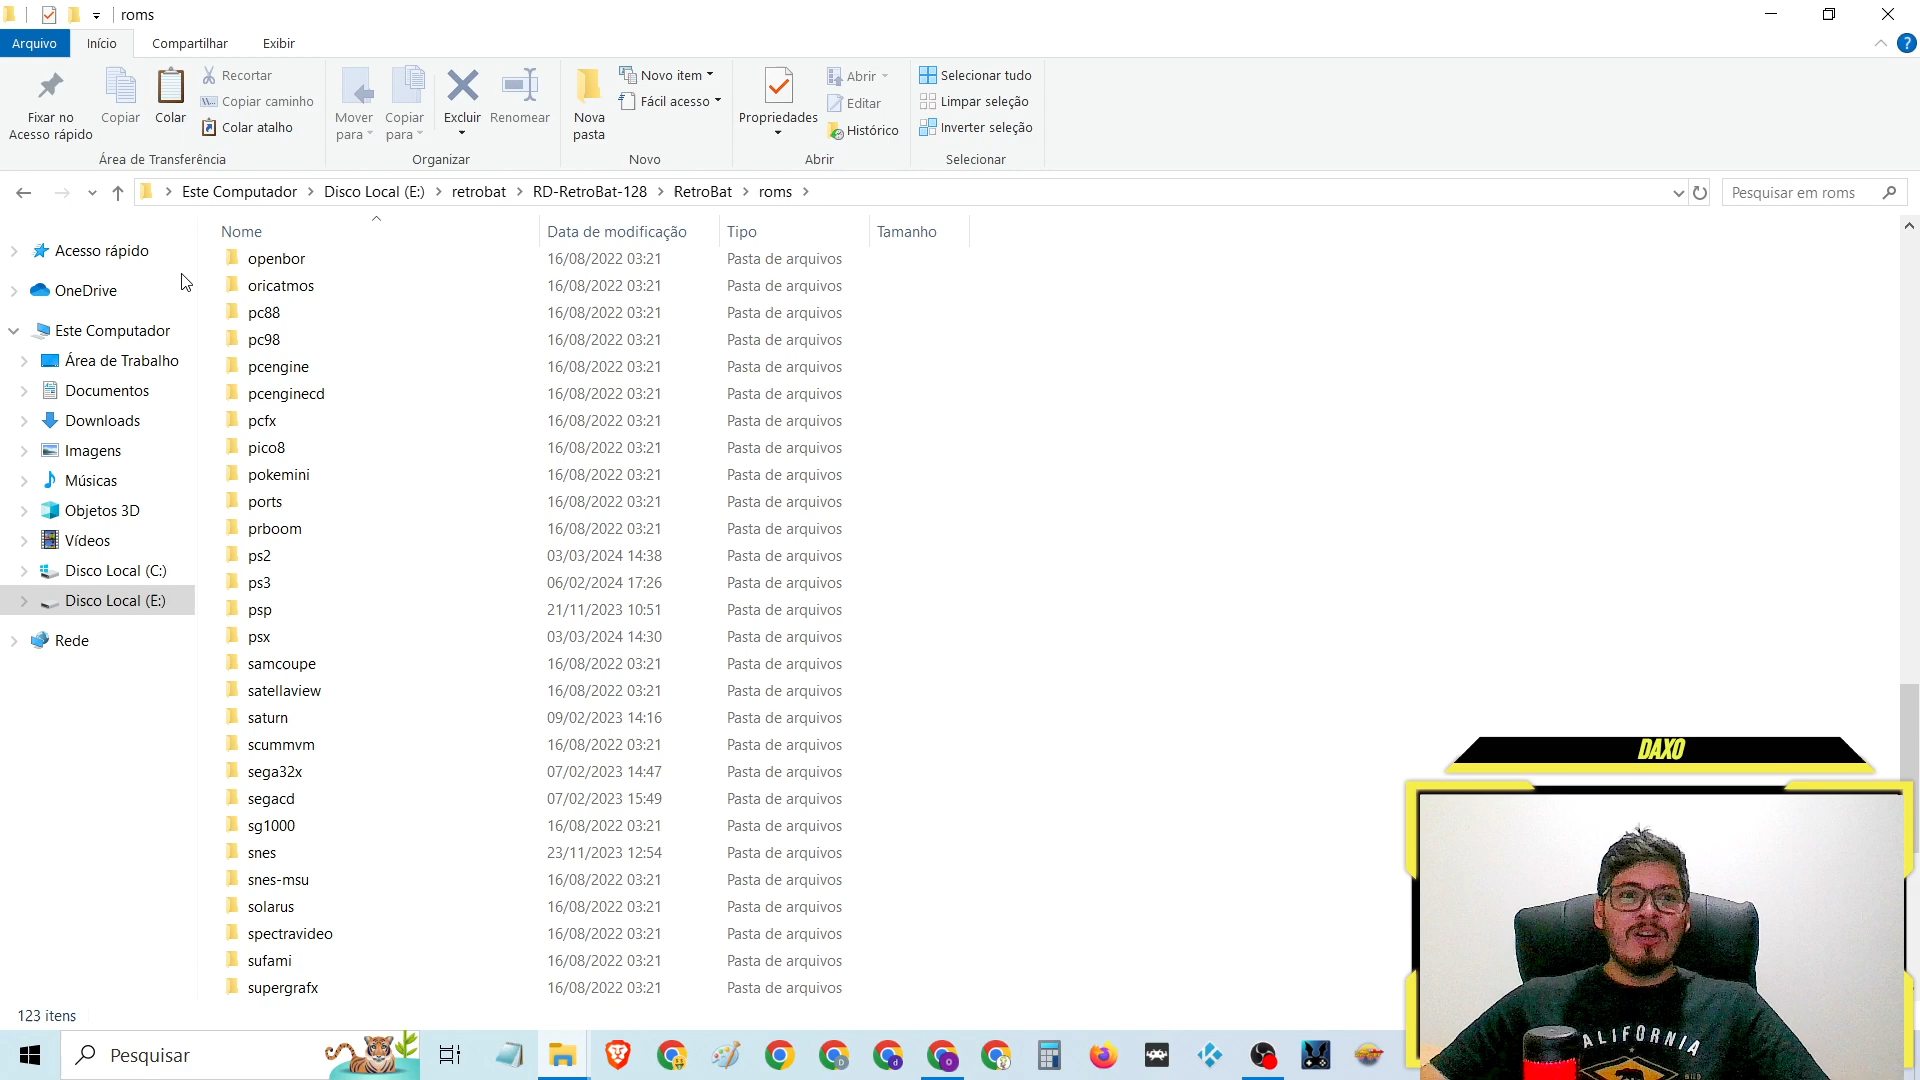 roms
Arquivo Início Compartilhar Exibir
Fixar no Acesso rápido
Copiar
Colar
Recortar
Copiar caminho
Colar atalho
Área de Transferência
Mover para
Copiar para
Excluir
Renomear
Organizar
Nova pasta
Novo item
Fácil acesso
Novo
Propriedades
Abrir
Editar
Histórico
Abrir
Selecionar tudo
Limpar seleção
Inverter seleção
Selecionar
Este Computador > Disco Local (E:) > retrobat > RD-RetroBat-128 > RetroBat > roms >
Pesquisar em roms
Acesso rápido
OneDrive
Este Computador
Área de Trabalho
Documentos
Downloads
Imagens
Músicas
Objetos 3D
Vídeos
Disco Local (C:)
Disco Local (E:)
Rede
Nome Data de modificação Tipo Tamanho
openbor 16/08/2022 03:21 Pasta de arquivos
oricatmos 16/08/2022 03:21 Pasta de arquivos
pc88 16/08/2022 03:21 Pasta de arquivos
pc98 16/08/2022 03:21 Pasta de arquivos
pcengine 16/08/2022 03:21 Pasta de arquivos
pcenginecd 16/08/2022 03:21 Pasta de arquivos
pcfx 16/08/2022 03:21 Pasta de arquivos
pico8 16/08/2022 03:21 Pasta de arquivos
pokemini 16/08/2022 03:21 Pasta de arquivos
ports 16/08/2022 03:21 Pasta de arquivos
prboom 16/08/2022 03:21 Pasta de arquivos
ps2 03/03/2024 14:38 Pasta de arquivos
ps3 06/02/2024 17:26 Pasta de arquivos
psp 21/11/2023 10:51 Pasta de arquivos
psx 03/03/2024 14:30 Pasta de arquivos
samcoupe 16/08/2022 03:21 Pasta de arquivos
satellaview 16/08/2022 03:21 Pasta de arquivos
saturn 09/02/2023 14:16 Pasta de arquivos
scummvm 16/08/2022 03:21 Pasta de arquivos
sega32x 07/02/2023 14:47 Pasta de arquivos
segacd 07/02/2023 15:49 Pasta de arquivos
sg1000 16/08/2022 03:21 Pasta de arquivos
snes 23/11/2023 12:54 Pasta de arquivos
snes-msu 16/08/2022 03:21 Pasta de arquivos
solarus 16/08/2022 03:21 Pasta de arquivos
spectravideo 16/08/2022 03:21 Pasta de arquivos
sufami 16/08/2022 03:21 Pasta de arquivos
supergrafx 16/08/2022 03:21 Pasta de arquivos
DAXO
ALIFORNIA
123 itens
Pesquisar